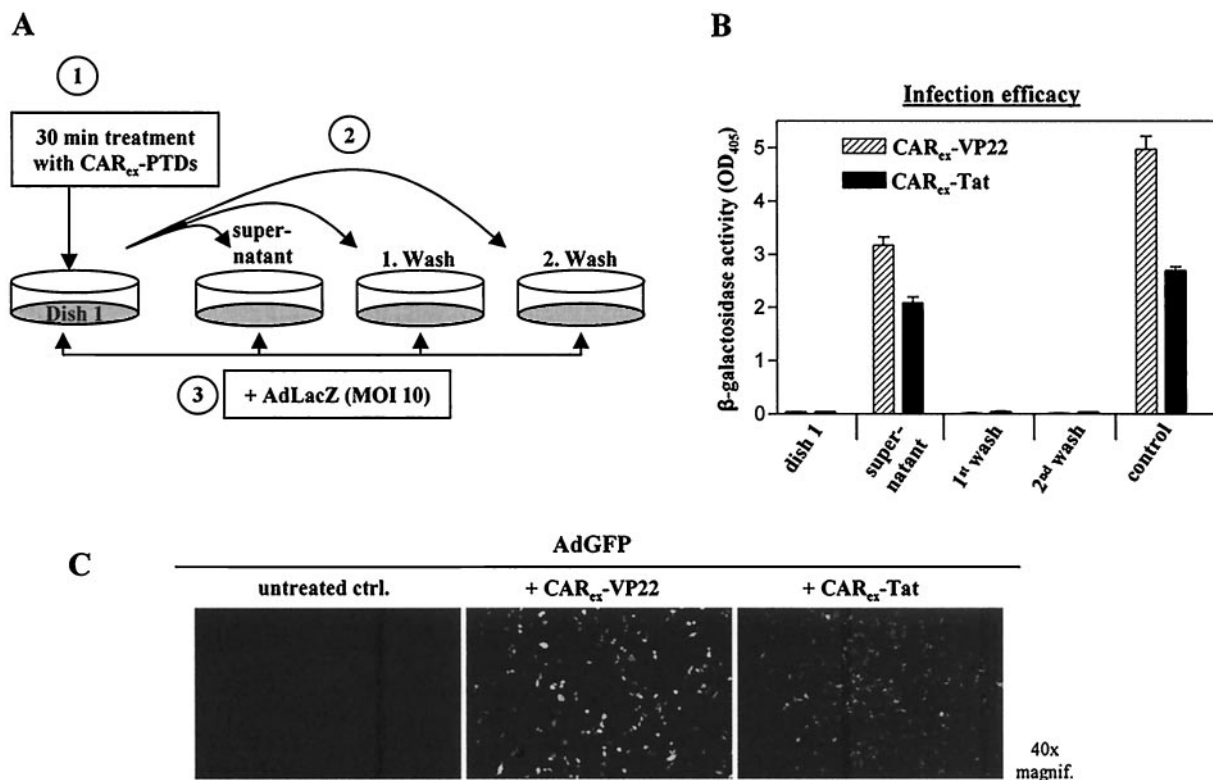 A
1
30 min treatment
with CARex-PTDs
2
super-
natant
1. Wash
2. Wash
Dish 1
3
+ AdLacZ (MOI 10)
B
Infection efficacy
β-galactosidase activity (OD405)
5
4
3
2
1
0
CARex-VP22
CARex-Tat
dish 1
super-
natant
1st wash
2nd wash
control
C
AdGFP
untreated ctrl.
+ CARex-VP22
+ CARex-Tat
40x
magnif.